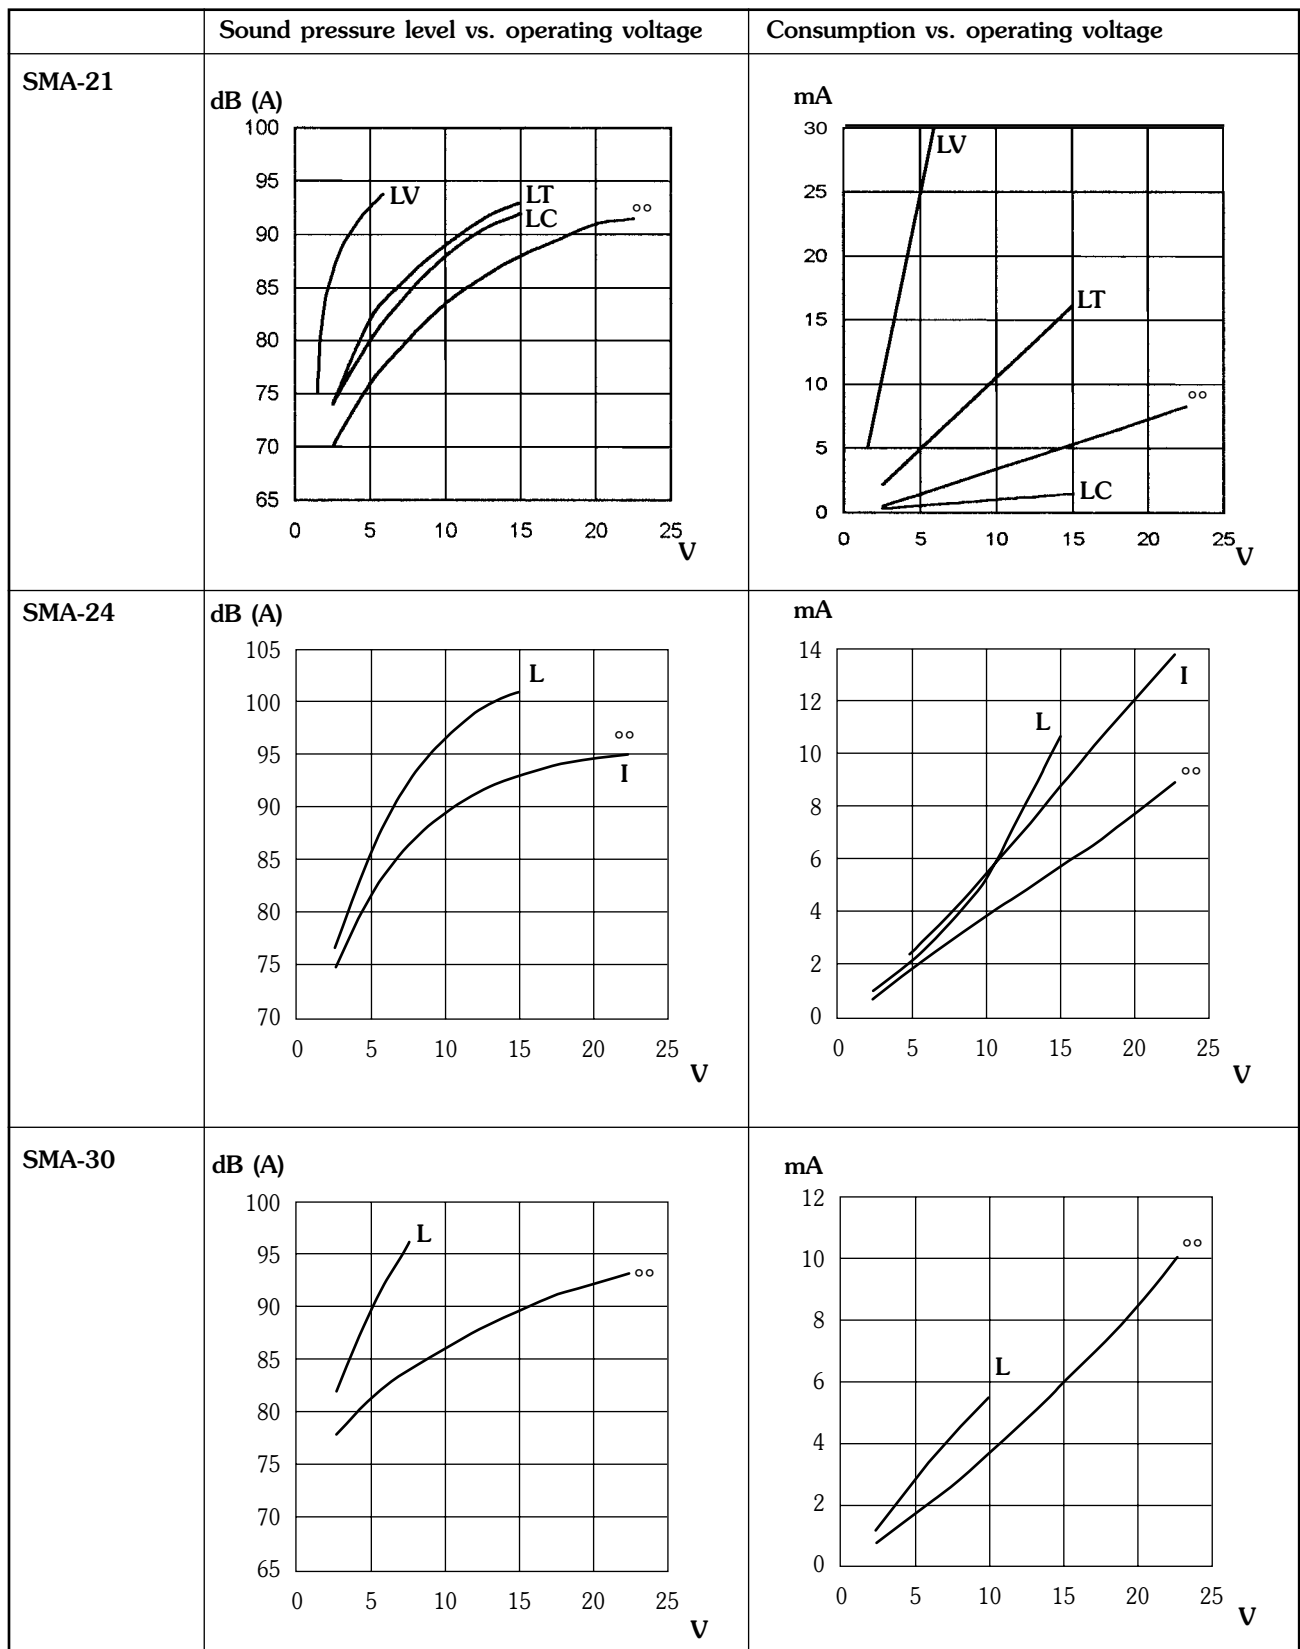 Sound pressure level vs. operating voltage
Consumption vs. operating voltage
SMA-21
dB (A)
100
95
90
85
80
75
70
65
0 5 10 15 20 25
V
LV
LT
LC
°°
mA
30
25
20
15
10
5
0
0 5 10 15 20 25
V
LV
LT
°°
LC
SMA-24
dB (A)
105
100
95
90
85
80
75
70
0 5 10 15 20 25
V
L
°°
I
mA
14
12
10
8
6
4
2
0
0 5 10 15 20 25
V
L
I
°°
SMA-30
dB (A)
100
95
90
85
80
75
70
65
0 5 10 15 20 25
V
L
°°
mA
12
10
8
6
4
2
0
0 5 10 15 20 25
V
L
°°